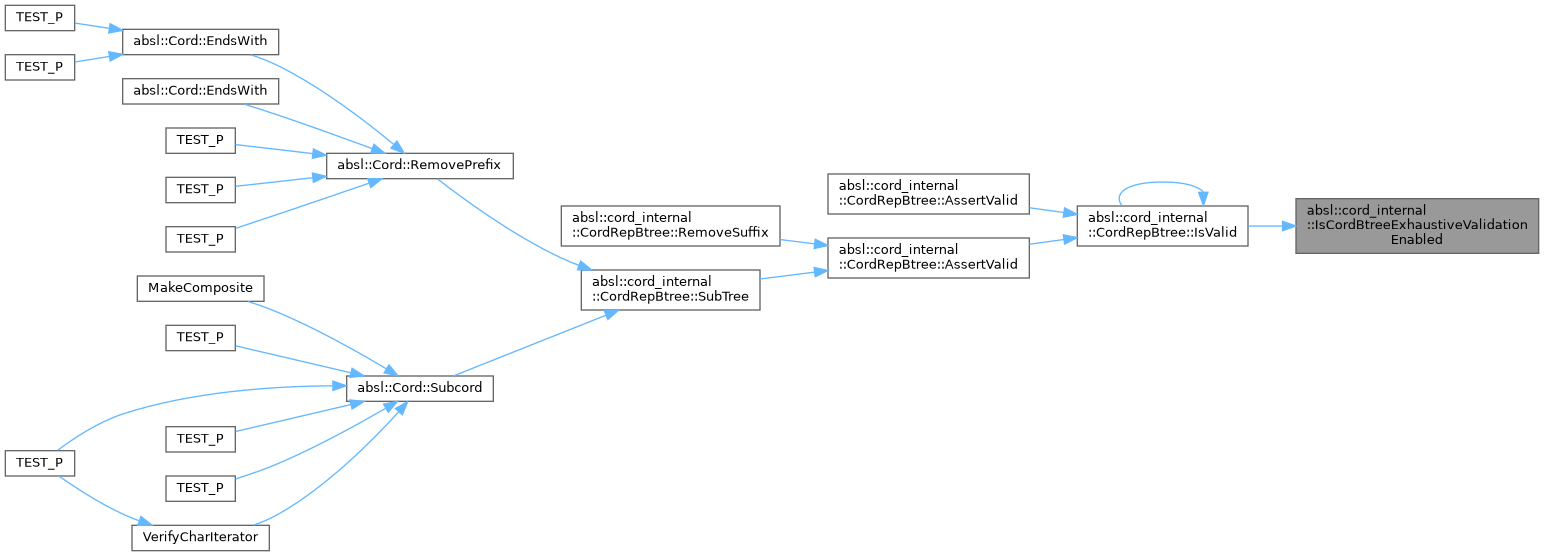 TEST_P
absl::Cord::EndsWith
TEST_P
absl::Cord::EndsWith
TEST_P
absl::Cord::RemovePrefix
TEST_P
TEST_P
absl::cord_internal
::CordRepBtree::RemoveSuffix
absl::cord_internal
::CordRepBtree::AssertValid
absl::cord_internal
::CordRepBtree::IsValid
absl::cord_internal
::IsCordBtreeExhaustiveValidation
Enabled
absl::cord_internal
::CordRepBtree::AssertValid
absl::cord_internal
::CordRepBtree::SubTree
MakeComposite
TEST_P
absl::Cord::Subcord
TEST_P
TEST_P
TEST_P
VerifyCharIterator